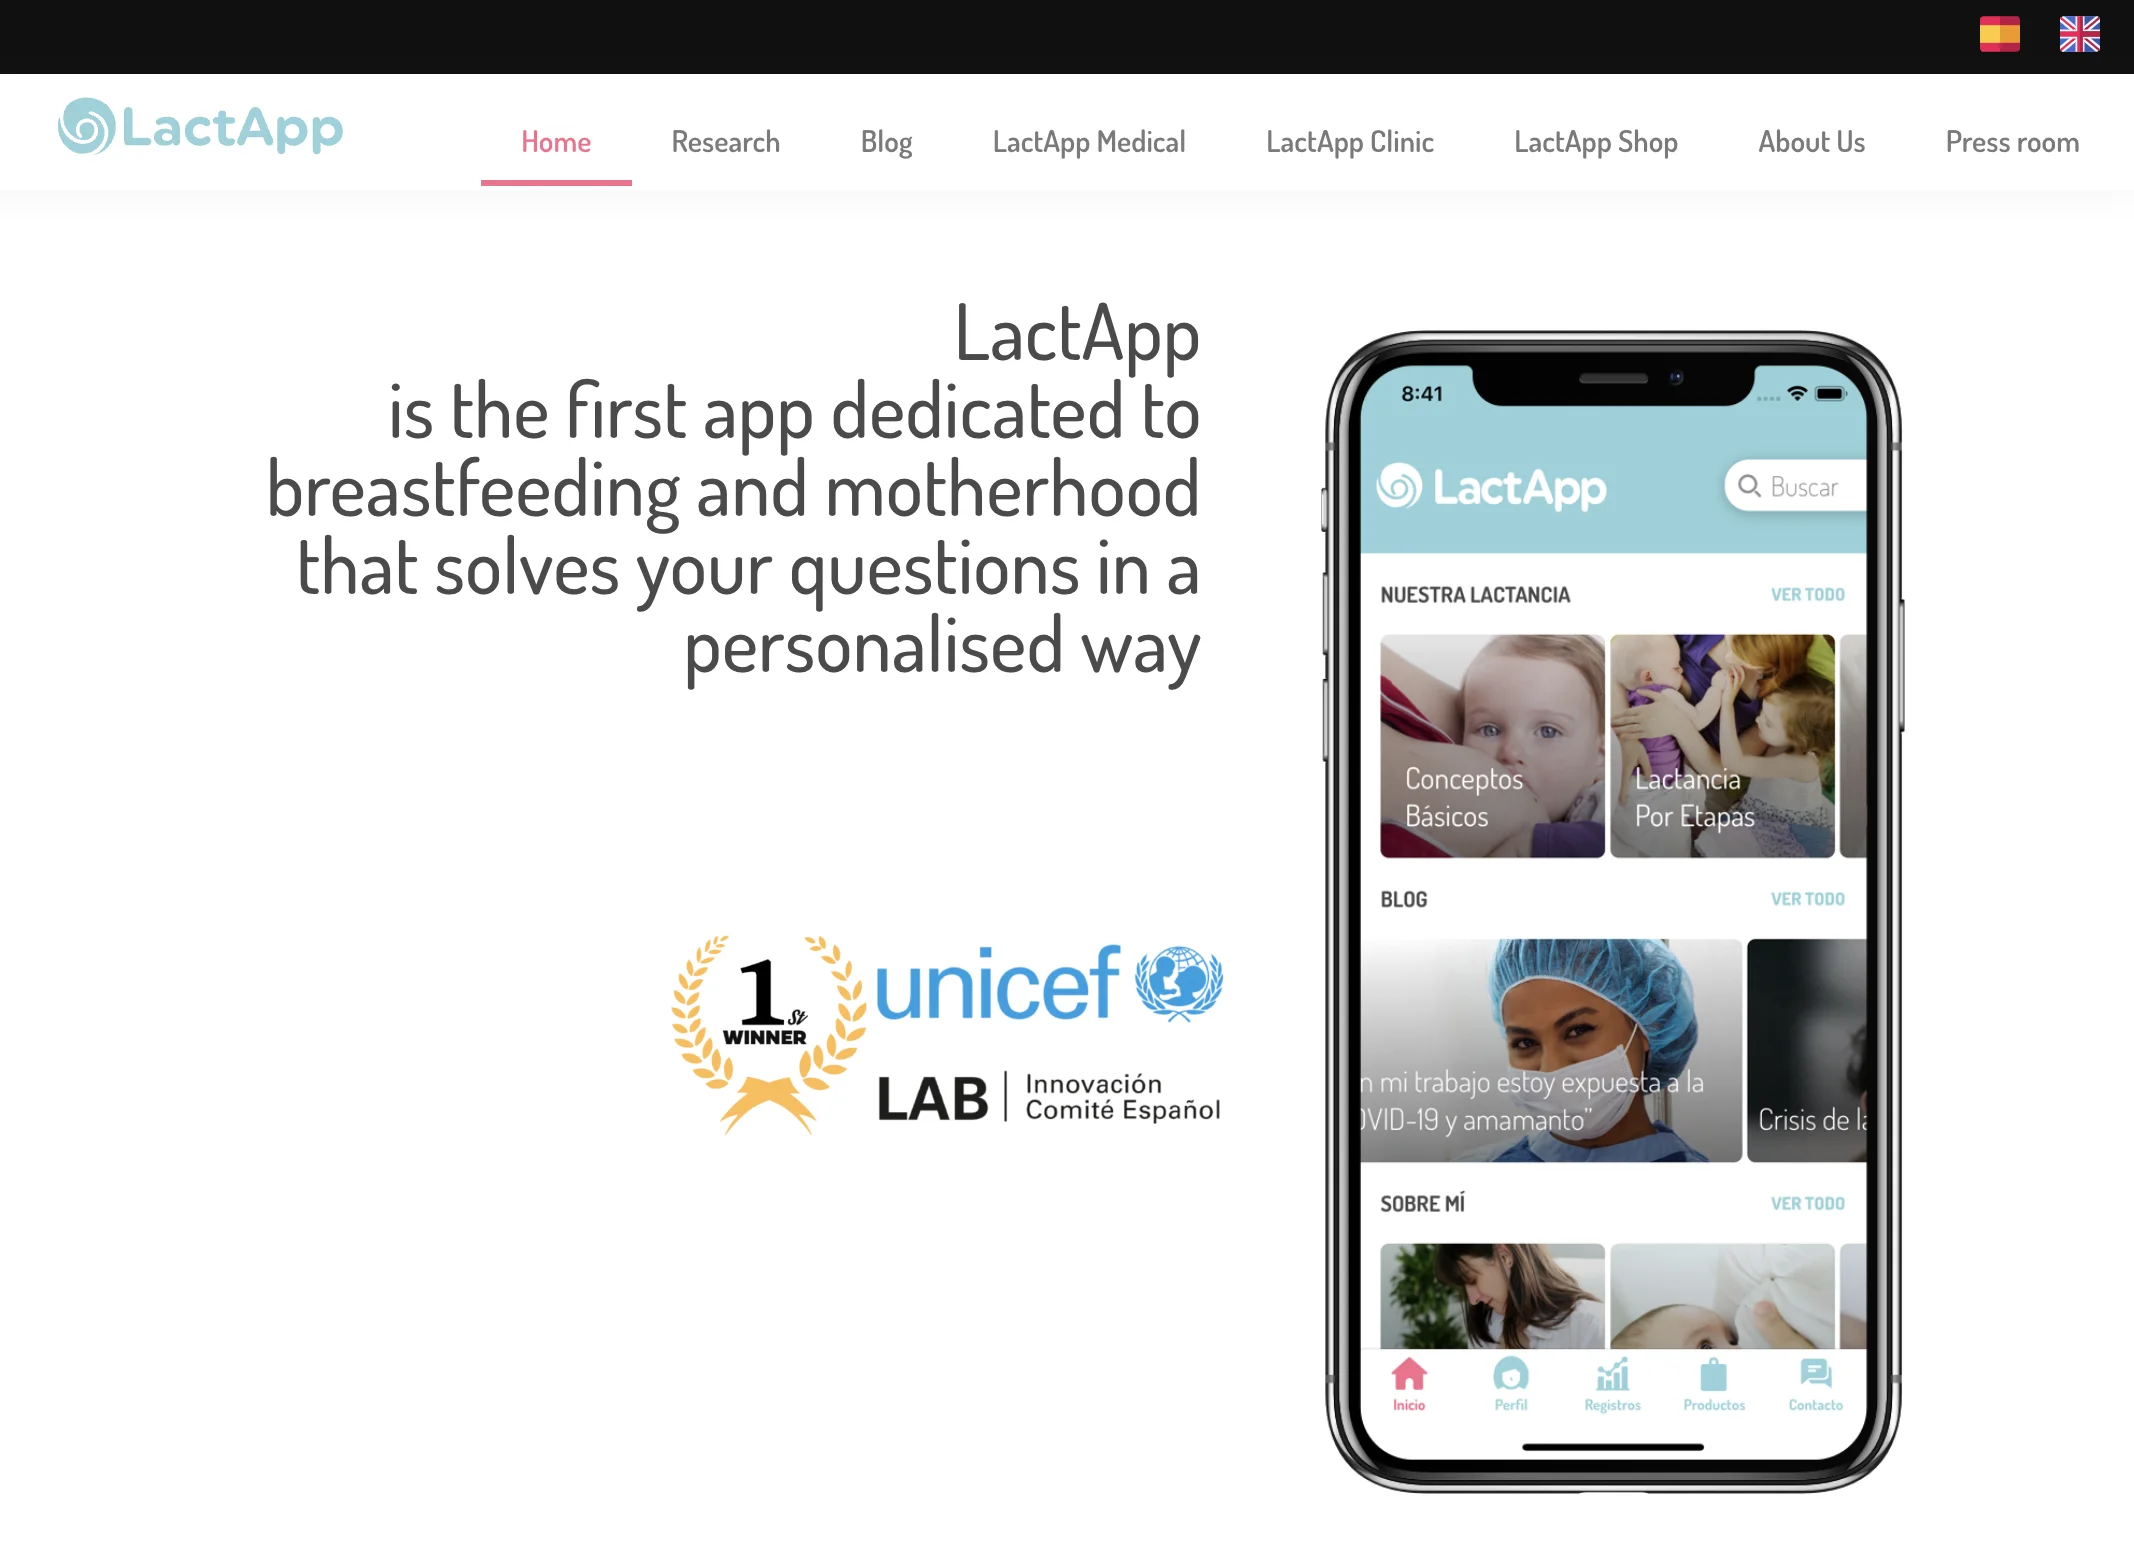 LactApp
Home
Research
Blog
LactApp Medical
LactApp Clinic
LactApp Shop
About Us
Press room
LactApp
is the first app dedicated to
breastfeeding and motherhood
that solves your questions in a
personalised way
1st
WINNER
unicef
LAB
Innovación
Comité Español
8:41
LactApp
Buscar
NUESTRA LACTANCIA
VER TODO
Conceptos
Básicos
Lactancia
Por Etapas
BLOG
VER TODO
n mi trabajo estoy expuesta a la
OVID-19 y amamanto”
Crisis de la
SOBRE MÍ
VER TODO
Inicio
Perfil
Registros
Productos
Contacto